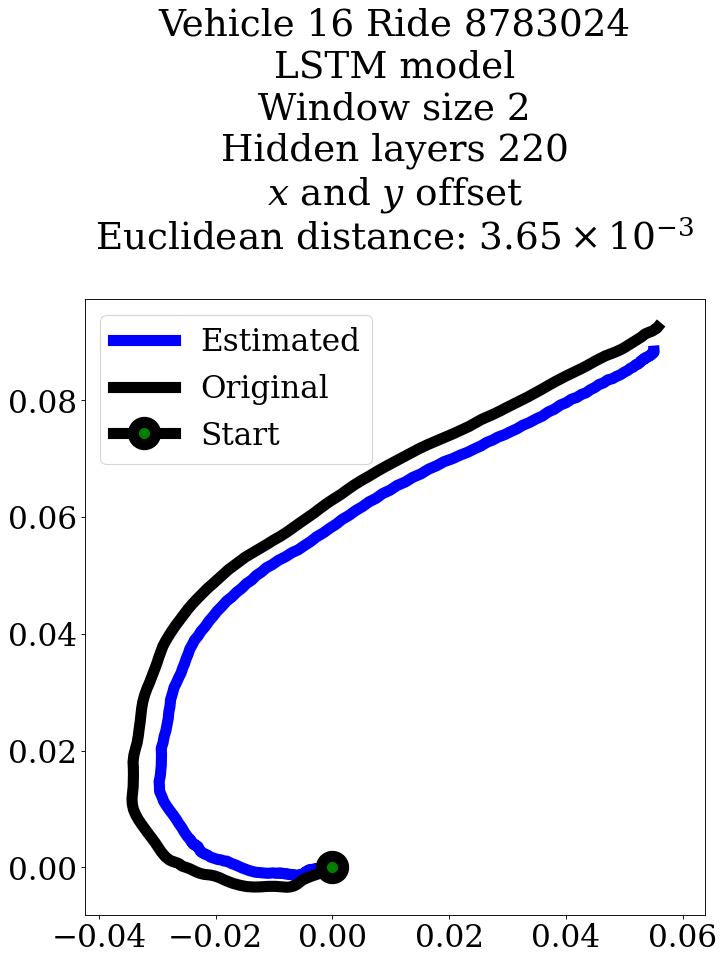 Vehicle 16 Ride 8783024
LSTM model
Window size 2
Hidden layers 220
x and y offset
Euclidean distance: 3.65 × 10⁻³
Estimated
Original
Start
0.08
0.06
0.04
0.02
0.00
−0.04 −0.02 0.00 0.02 0.04 0.06